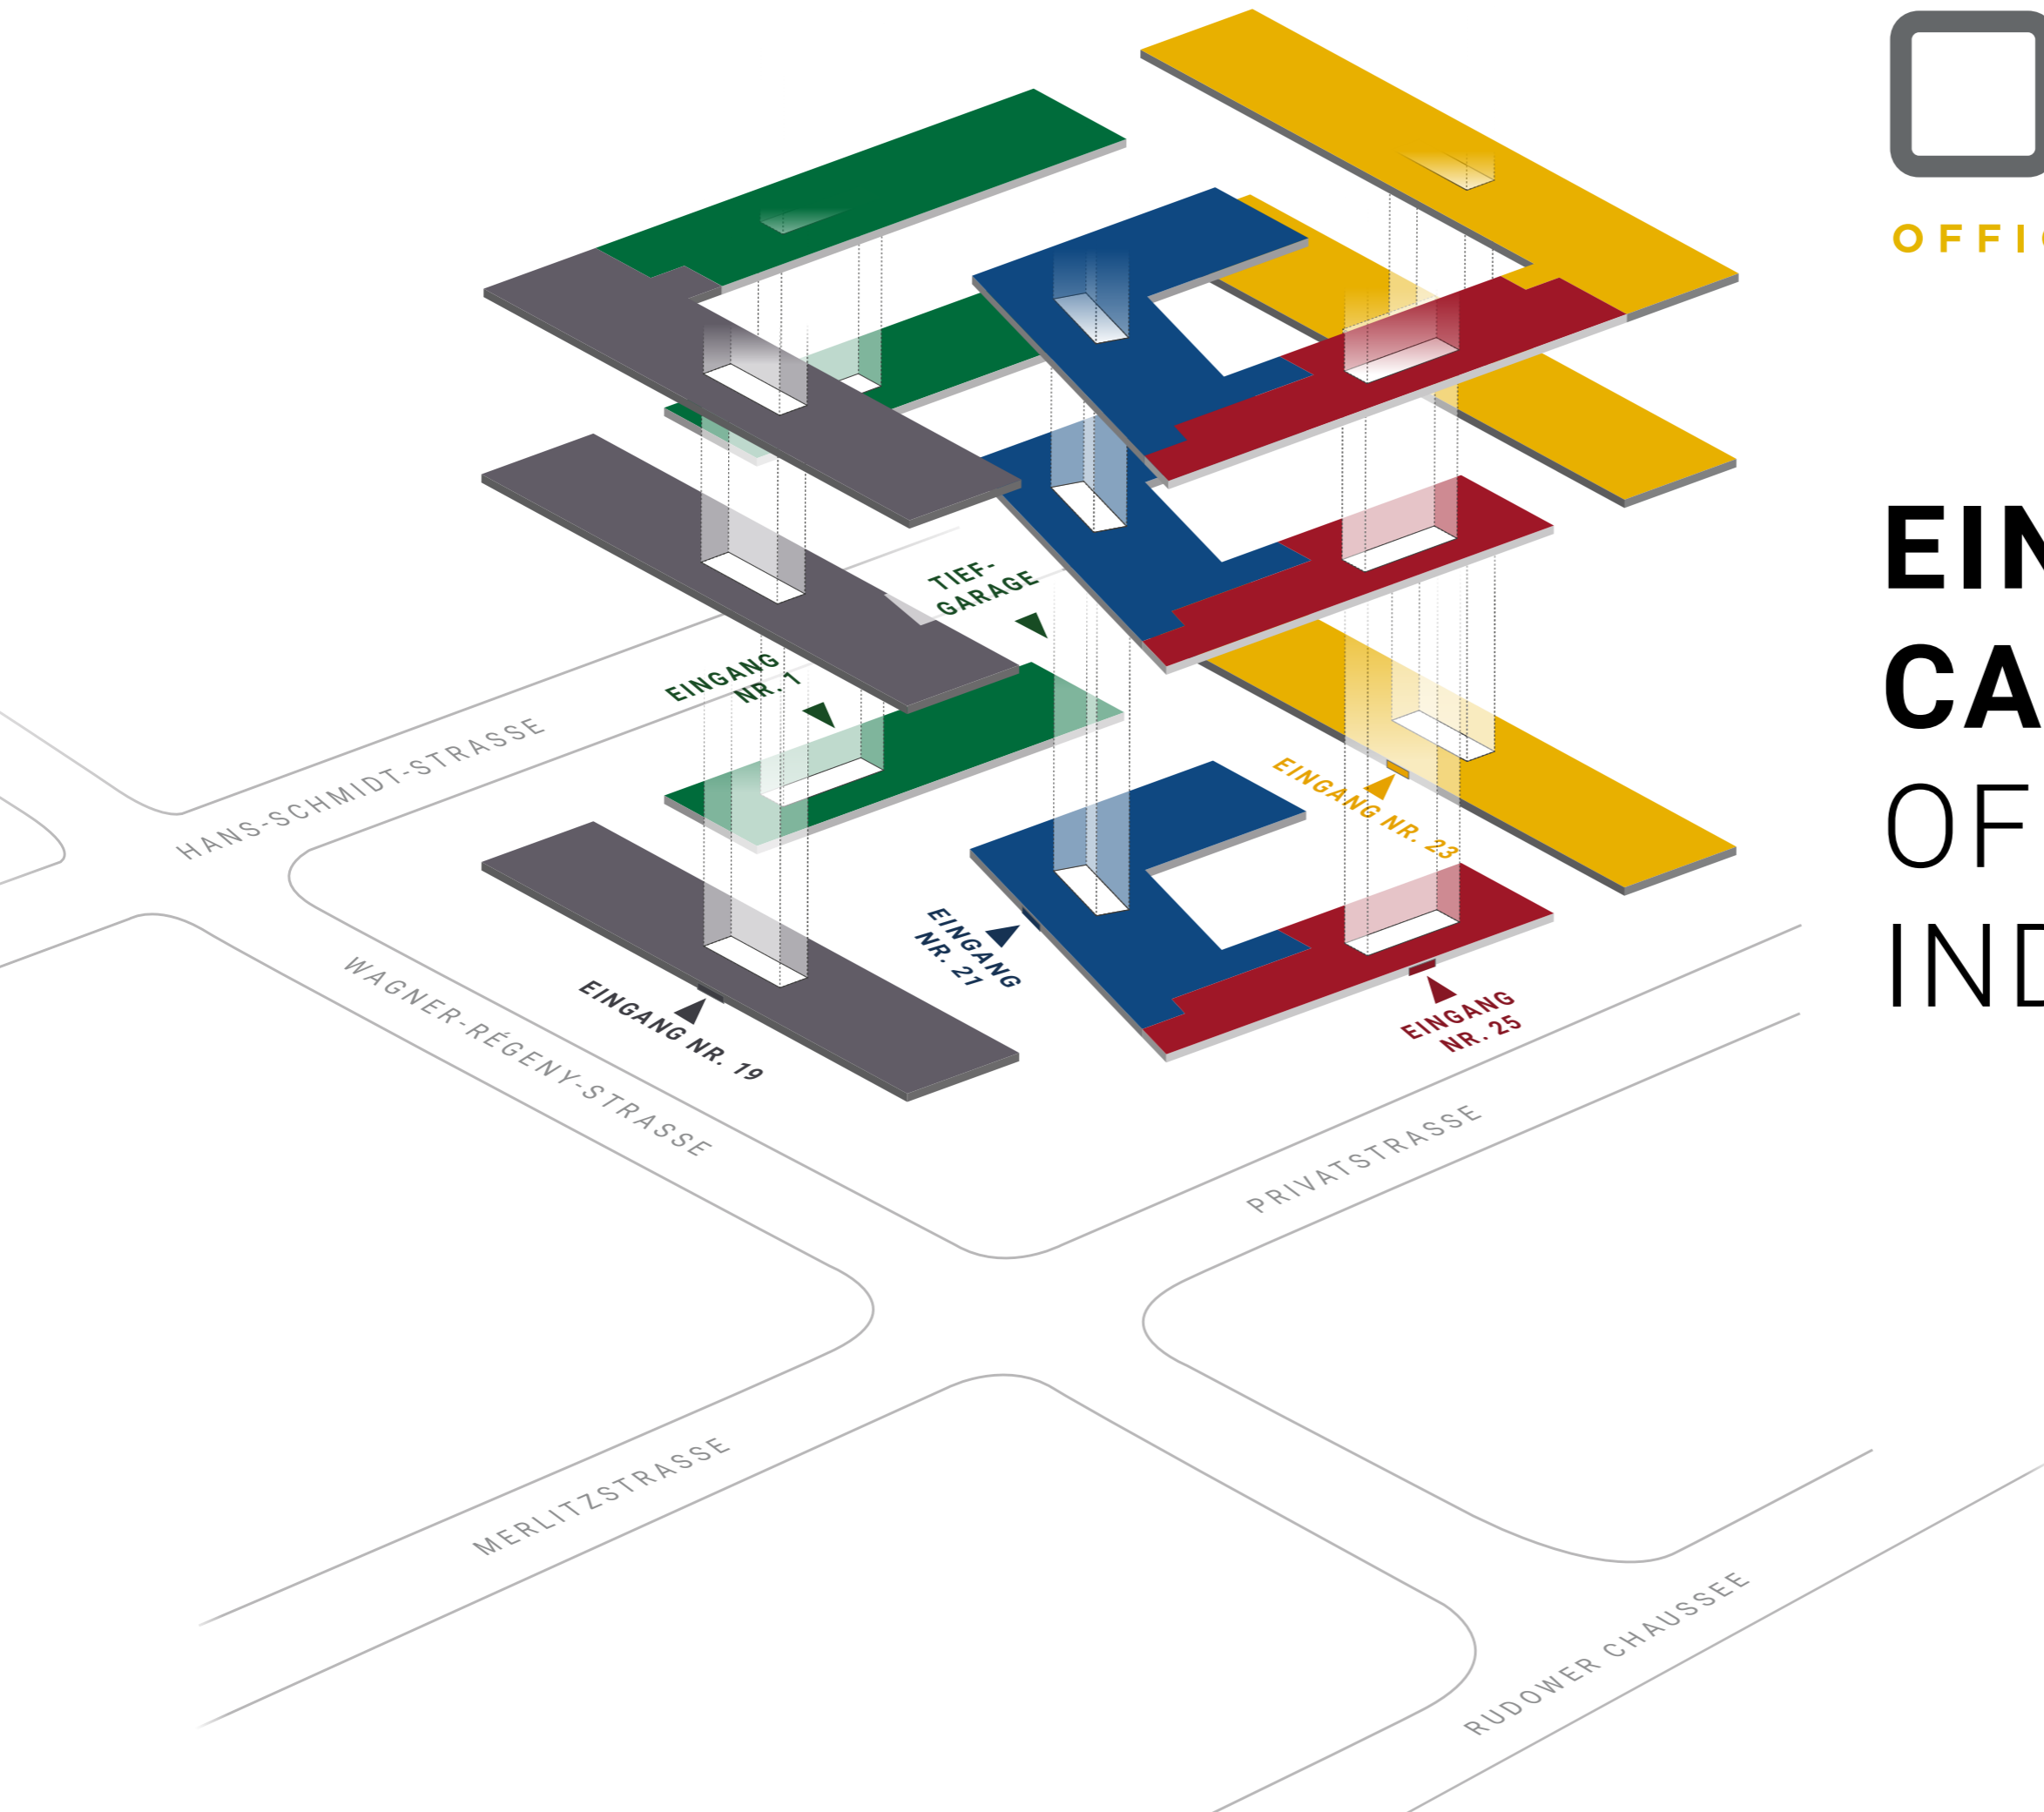 OFFI
EIN
CA
OF
IND
TIEF-
GARAGE
EINGANG
NR. 1
HANS-SCHMIDT-STRASSE
EINGANG NR. 23
EINGANG
NR. 21
EINGANG NR. 19
EINGANG
NR. 25
WAGNER-RÉGENY-STRASSE
PRIVATSTRASSE
MERLITZSTRASSE
RUDOWER CHAUSSEE